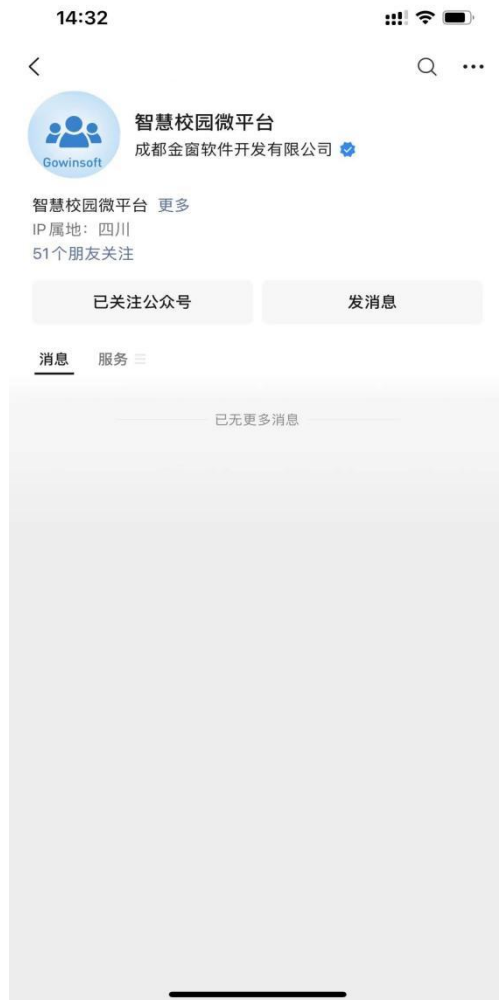 14:32
Gowinsoft
智慧校园微平台
成都金窗软件开发有限公司
智慧校园微平台 更多
IP属地：四川
51个朋友关注
已关注公众号 发消息
消息 服务
已无更多消息